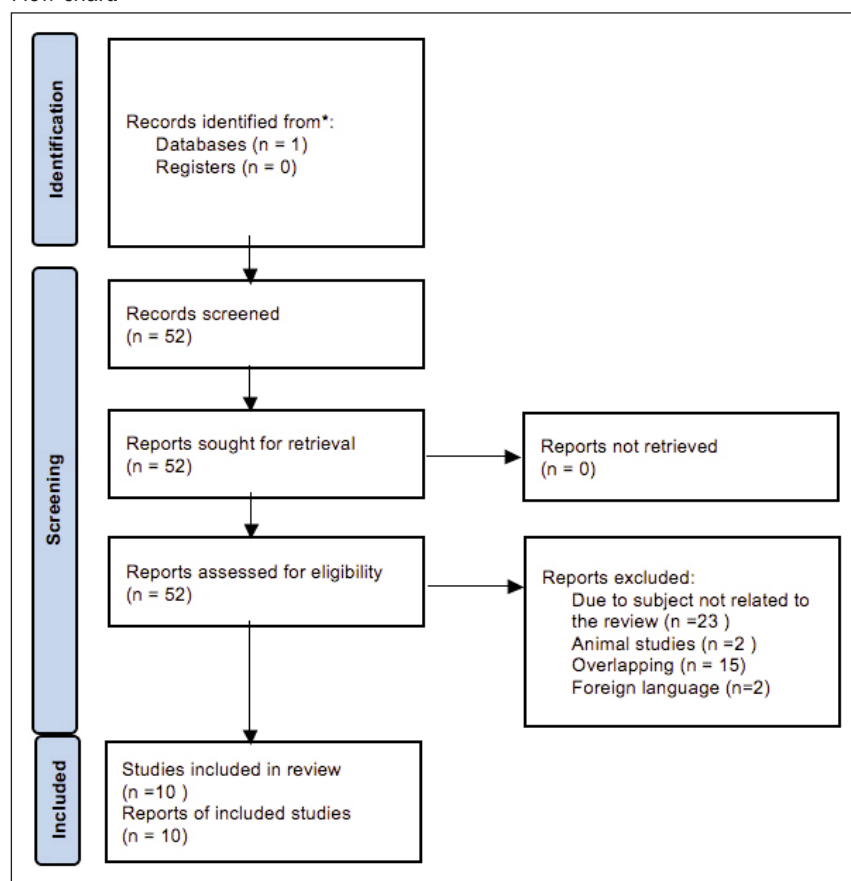 Identification
Records identified from*:
Databases (n = 1)
Registers (n = 0)
Screening
Records screened
(n = 52)
Reports sought for retrieval
(n = 52)
Reports not retrieved
(n = 0)
Reports assessed for eligibility
(n = 52)
Reports excluded:
Due to subject not related to
the review (n =23 )
Animal studies (n =2 )
Overlapping (n = 15)
Foreign language (n=2)
Included
Studies included in review
(n =10 )
Reports of included studies
(n = 10)